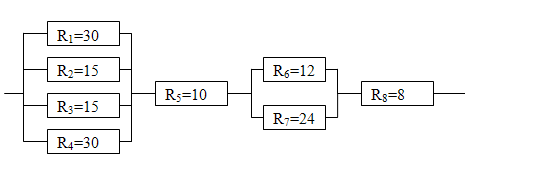 R₁=30
R₂=15
R₃=15
R₄=30
R₅=10
R₆=12
R₇=24
R₈=8